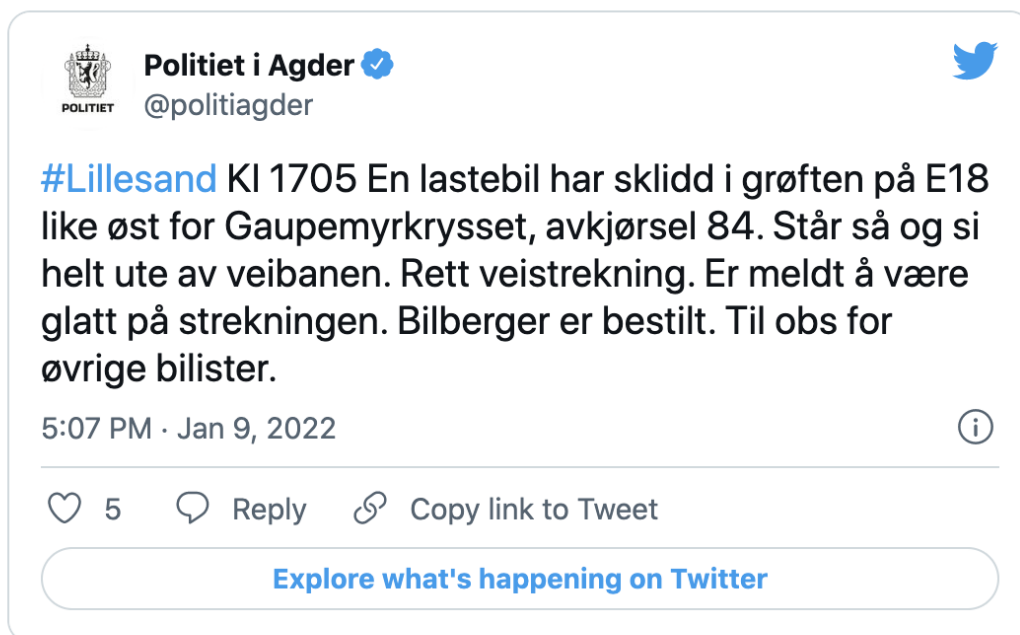 Politiet i Agder
POLITIET
@politiagder
#Lillesand Kl 1705 En lastebil har sklidd i grøften på E18
like øst for Gaupemyrkrysset, avkjørsel 84. Står så og si
helt ute av veibanen. Rett veistrekning. Er meldt å være
glatt på strekningen. Bilberger er bestilt. Til obs for
øvrige bilister.
5:07 PM · Jan 9, 2022
5 Reply Copy link to Tweet
Explore what's happening on Twitter